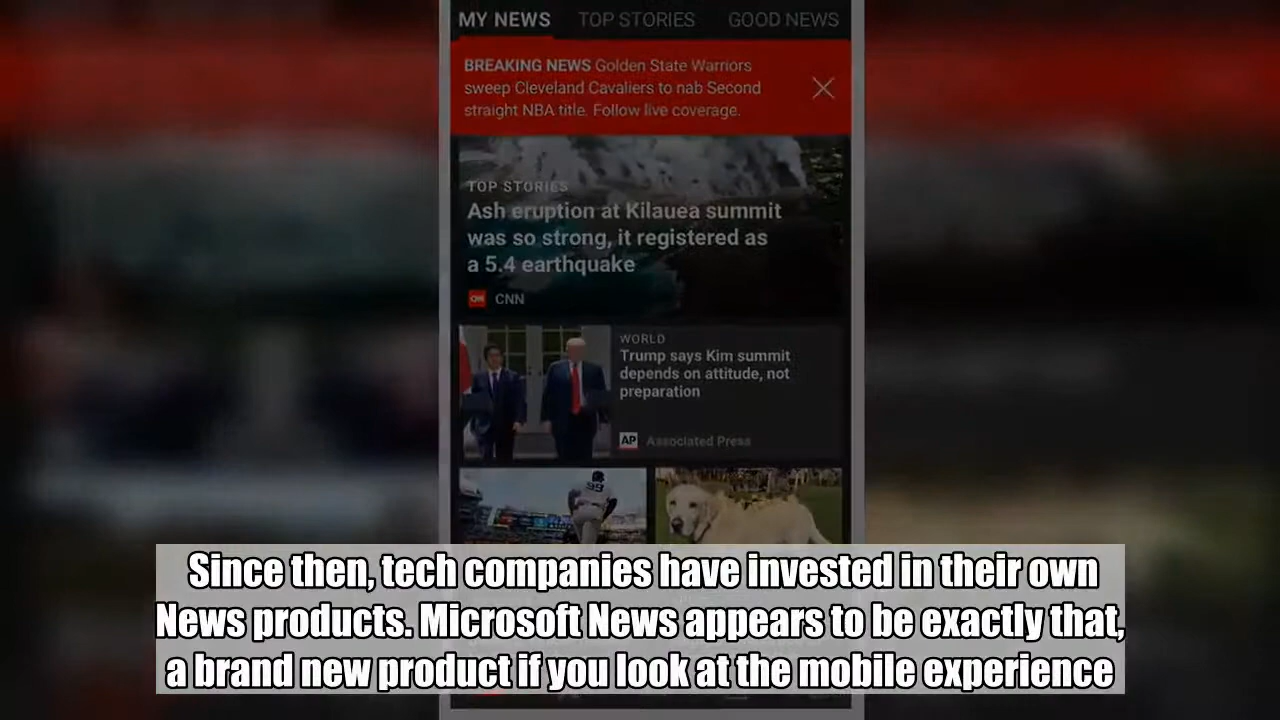 MY NEWS TOP STORIES GOOD NEWS
BREAKING NEWS Golden State Warriors
sweep Cleveland Cavaliers to nab Second
straight NBA title. Follow live coverage.
TOP STORIES
Ash eruption at Kilauea summit
was so strong, it registered as
a 5.4 earthquake
CNN CNN
WORLD
Trump says Kim summit
depends on attitude, not
preparation
AP Associated Press
99
Since then, tech companies have invested in their own
News products. Microsoft News appears to be exactly that,
a brand new product if you look at the mobile experience